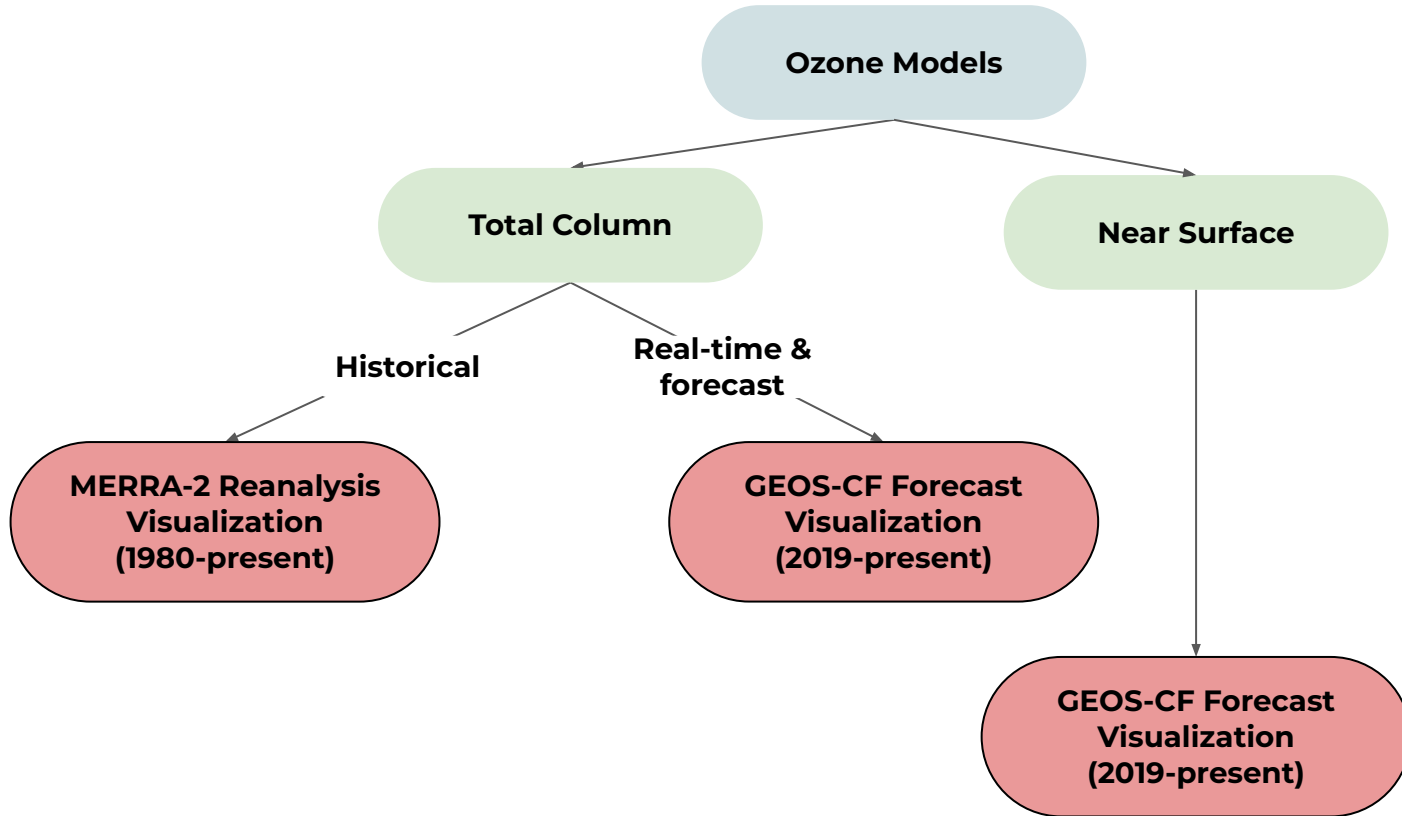 Ozone Models
Total Column
Near Surface
Historical
Real-time &
forecast
MERRA-2 Reanalysis
Visualization
(1980-present)
GEOS-CF Forecast
Visualization
(2019-present)
GEOS-CF Forecast
Visualization
(2019-present)